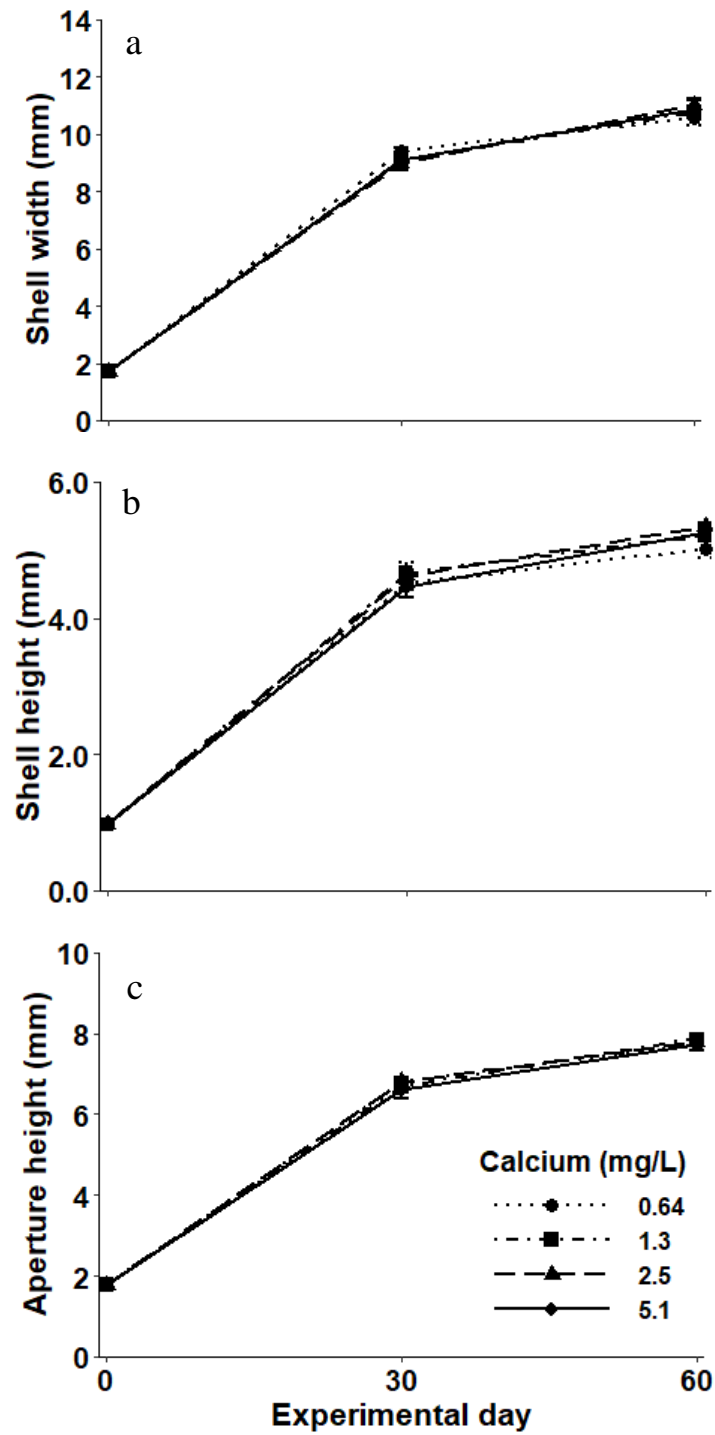 a
Shell width (mm)
14
12
10
8
6
4
2
0
b
Shell height (mm)
6.0
4.0
2.0
0.0
c
Aperture height (mm)
10
8
6
4
2
0
Calcium (mg/L)
0.64
1.3
2.5
5.1
0 30 60
Experimental day